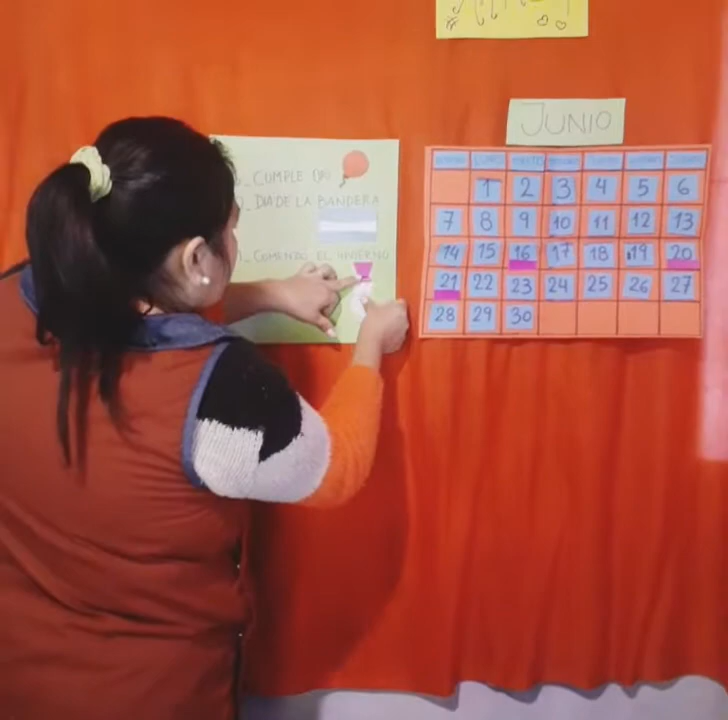 _ CUMPLE
_ DIA DE LA BANDERA
_ COMENZÓ EL INVIERNO
JUNIO
1 2 3 4 5 6
7 8 9 10 11 12 13
14 15 16 17 18 19 20
21 22 23 24 25 26 27
28 29 30